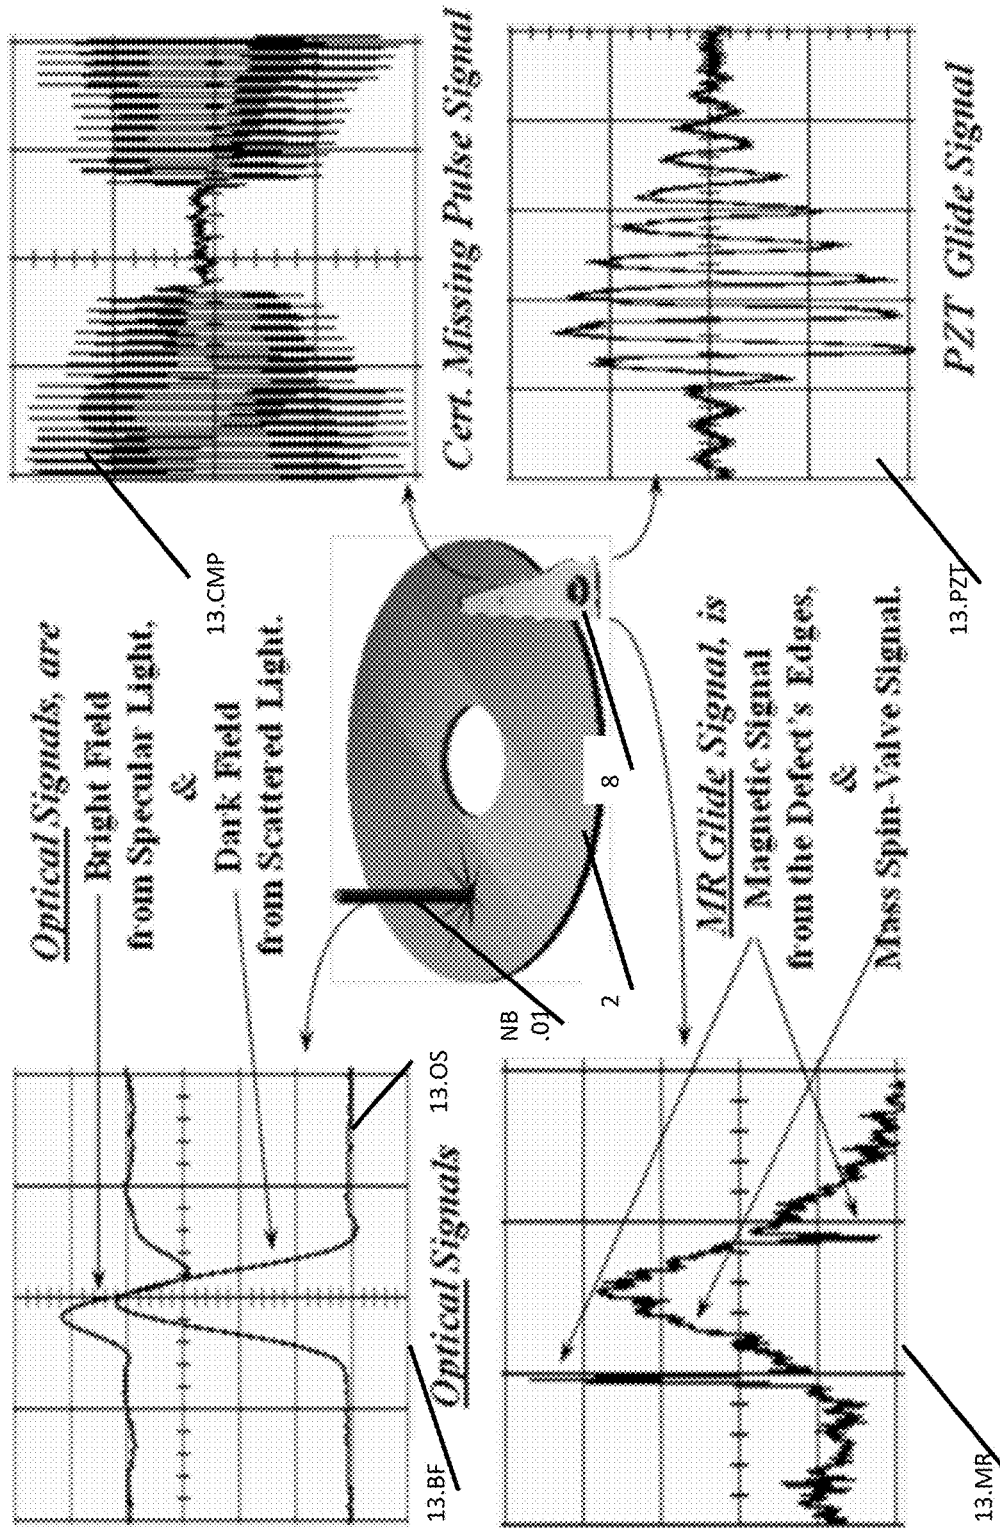 Optical Signals
13.BF
13.OS
Optical Signals, are
Bright Field
from Specular Light,
&
Dark Field
from Scattered Light.
13.CMP
Cert. Missing Pulse Signal
NB
.01
2
8
13.MR
MR Glide Signal, is
Magnetic Signal
from the Defect's Edges,
&
Mass Spin-Valve Signal.
13.PZT
PZT Glide Signal